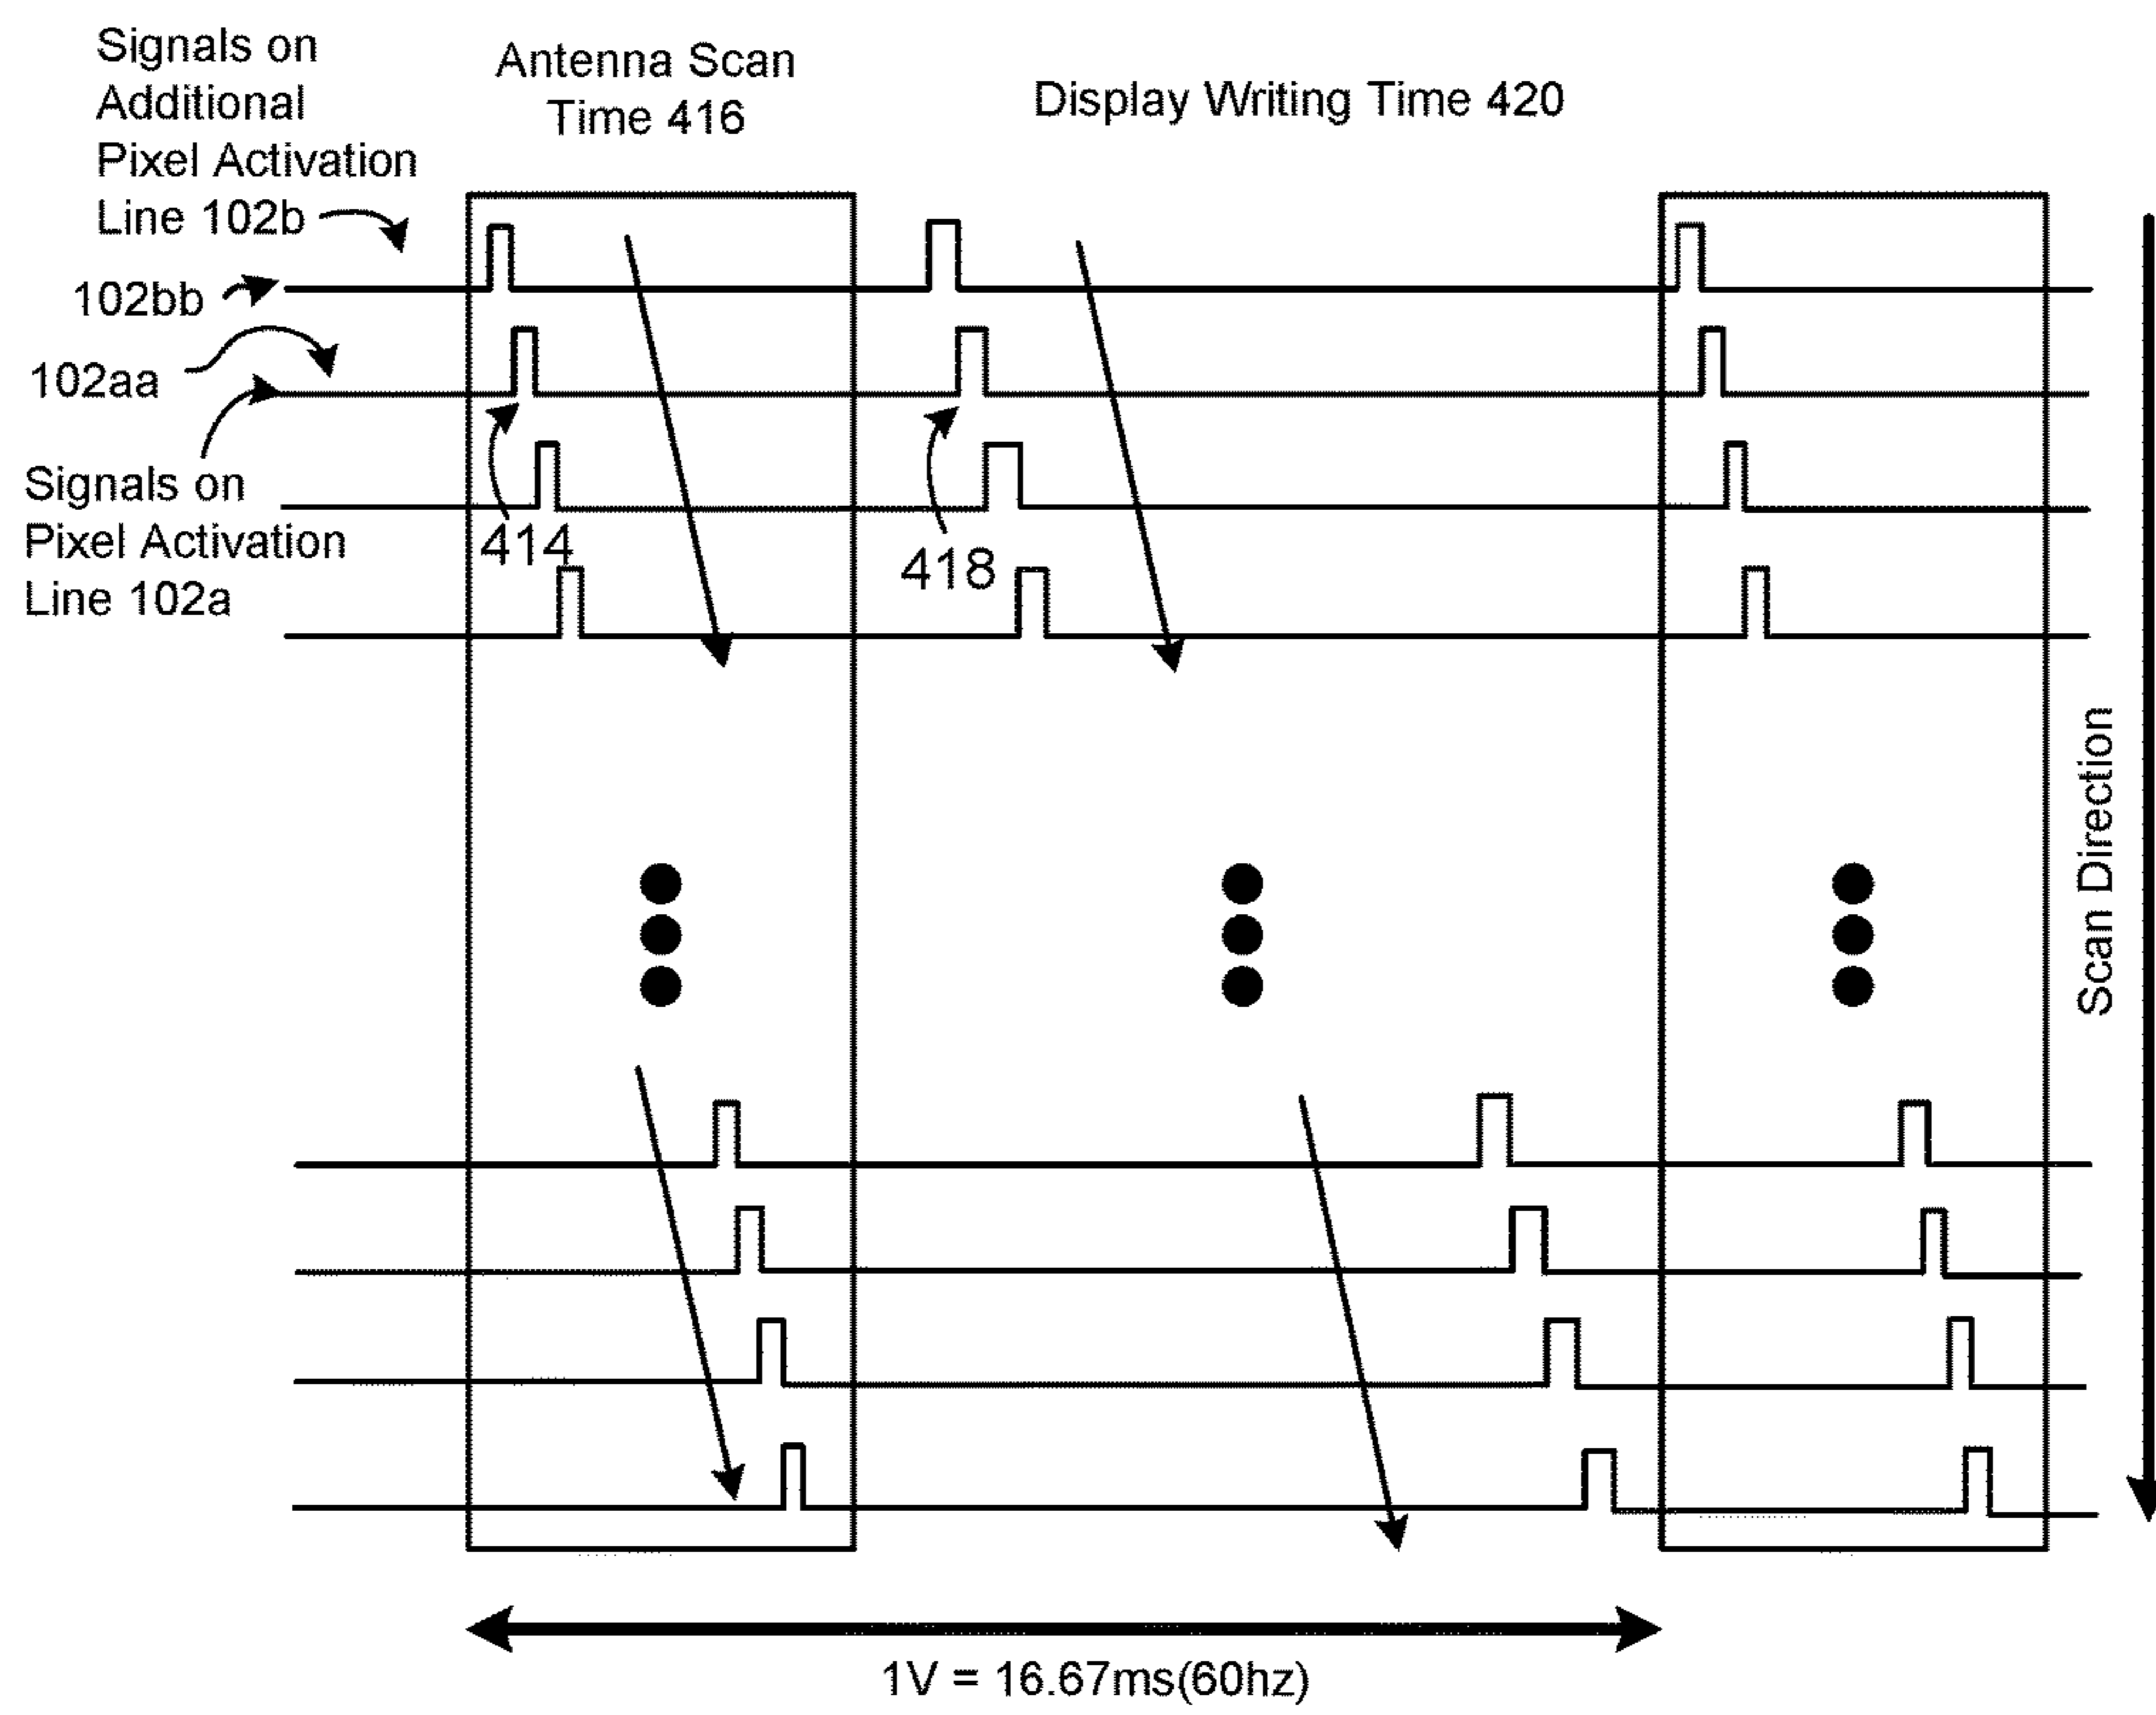 Signals on
Additional
Pixel Activation
Line 102b
Antenna Scan
Time 416
Display Writing Time 420
102bb
102aa
Signals on
Pixel Activation
Line 102a
414
418
Scan Direction
1V = 16.67ms(60hz)